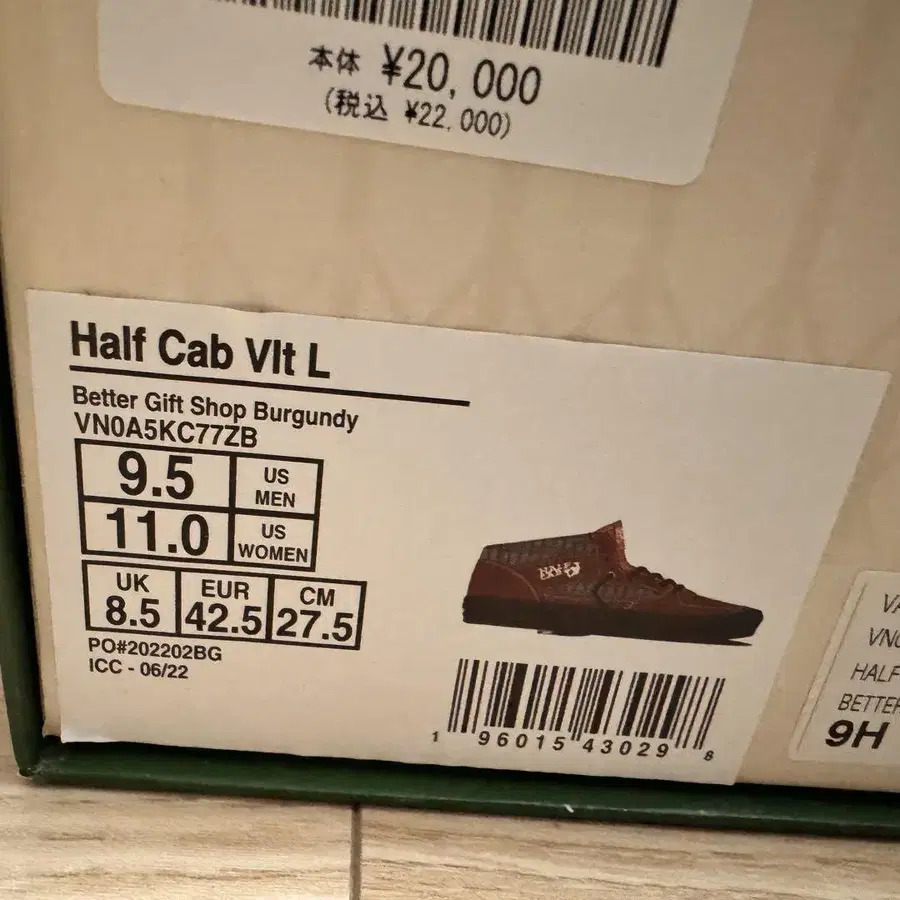 本体 ¥20,000
(税込 ¥22,000)
Half Cab Vlt L
Better Gift Shop Burgundy
VN0A5KC77ZB
9.5 US MEN
11.0 US WOMEN
UK 8.5
EUR 42.5
CM 27.5
PO#202202BG
ICC - 06/22
1 96015 43029 8
HALF
9H